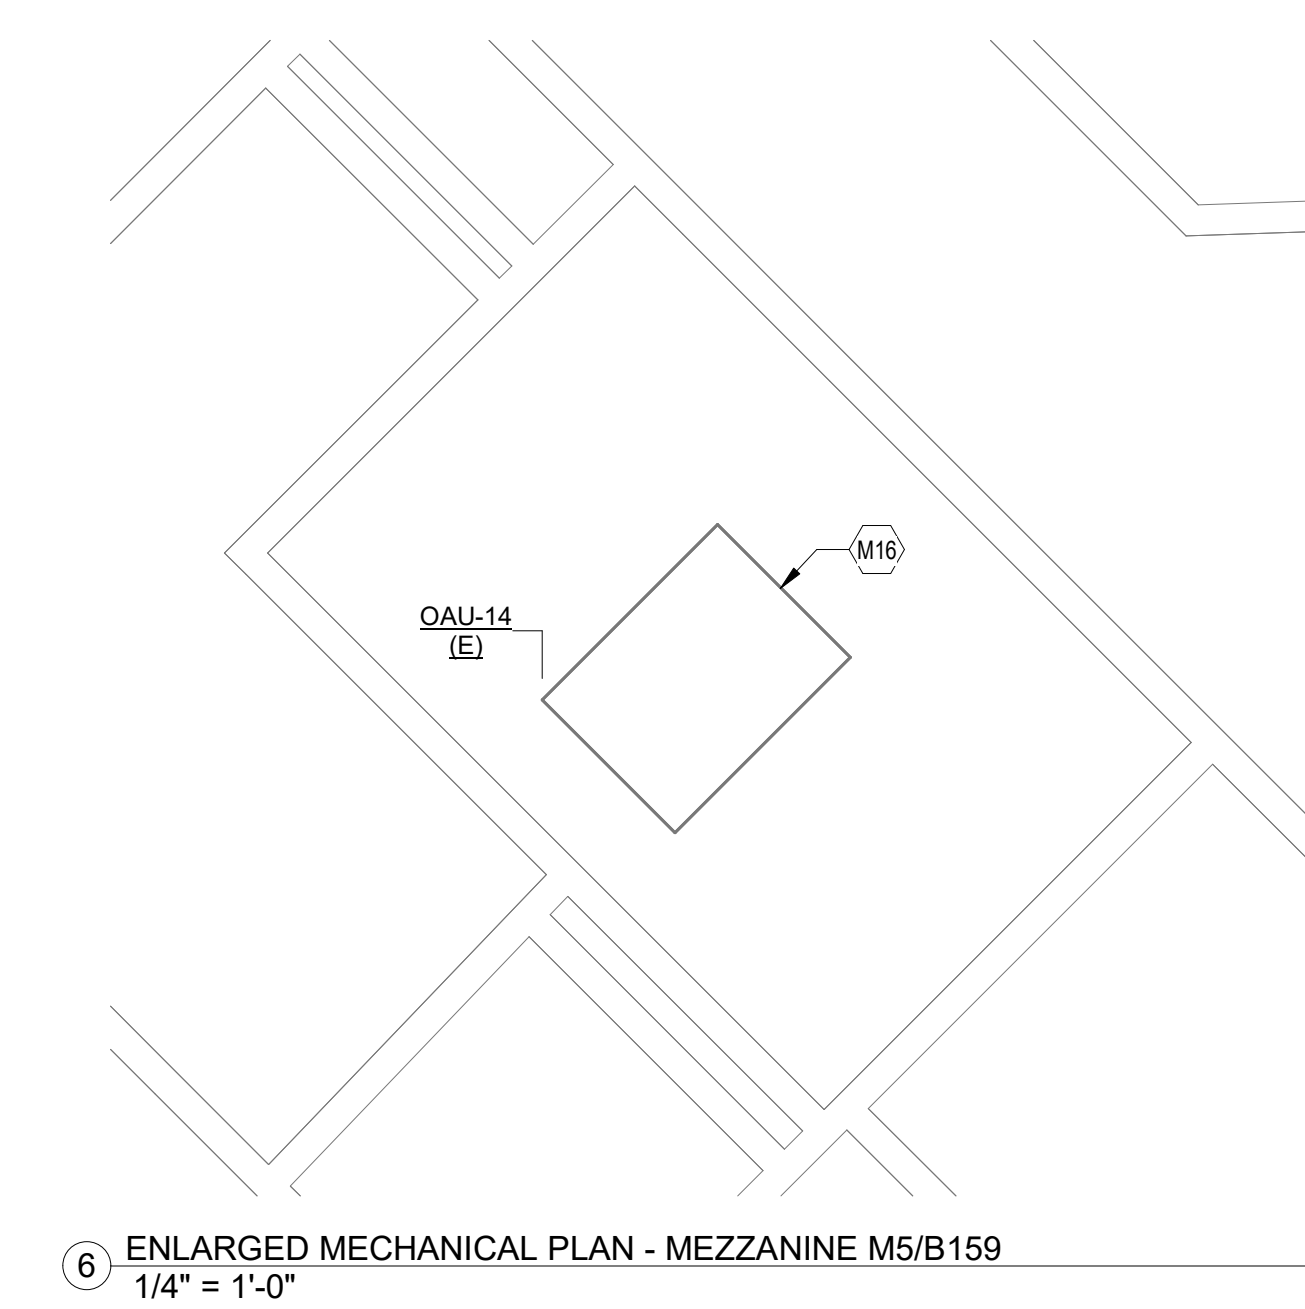 M16
OAU-14
(E)
6
ENLARGED MECHANICAL PLAN - MEZZANINE M5/B159
1/4" = 1'-0"